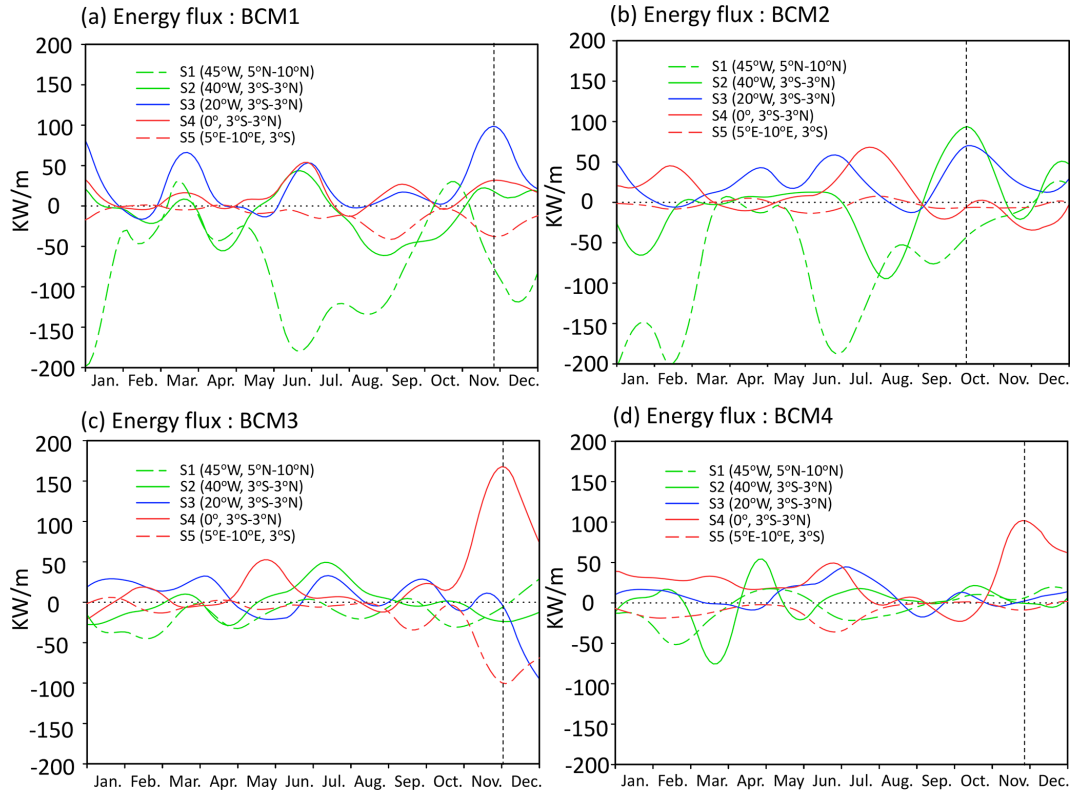 (a) Energy flux : BCM1
200
150
100
50
0
-50
-100
-150
-200
KW/m
S1 (45°W, 5°N-10°N)
S2 (40°W, 3°S-3°N)
S3 (20°W, 3°S-3°N)
S4 (0°, 3°S-3°N)
S5 (5°E-10°E, 3°S)
Jan. Feb. Mar. Apr. May Jun. Jul. Aug. Sep. Oct. Nov. Dec.
(b) Energy flux : BCM2
200
150
100
50
0
-50
-100
-150
-200
KW/m
S1 (45°W, 5°N-10°N)
S2 (40°W, 3°S-3°N)
S3 (20°W, 3°S-3°N)
S4 (0°, 3°S-3°N)
S5 (5°E-10°E, 3°S)
Jan. Feb. Mar. Apr. May Jun. Jul. Aug. Sep. Oct. Nov. Dec.
(c) Energy flux : BCM3
200
150
100
50
0
-50
-100
-150
-200
KW/m
S1 (45°W, 5°N-10°N)
S2 (40°W, 3°S-3°N)
S3 (20°W, 3°S-3°N)
S4 (0°, 3°S-3°N)
S5 (5°E-10°E, 3°S)
Jan. Feb. Mar. Apr. May Jun. Jul. Aug. Sep. Oct. Nov. Dec.
(d) Energy flux : BCM4
200
150
100
50
0
-50
-100
-150
-200
KW/m
S1 (45°W, 5°N-10°N)
S2 (40°W, 3°S-3°N)
S3 (20°W, 3°S-3°N)
S4 (0°, 3°S-3°N)
S5 (5°E-10°E, 3°S)
Jan. Feb. Mar. Apr. May Jun. Jul. Aug. Sep. Oct. Nov. Dec.